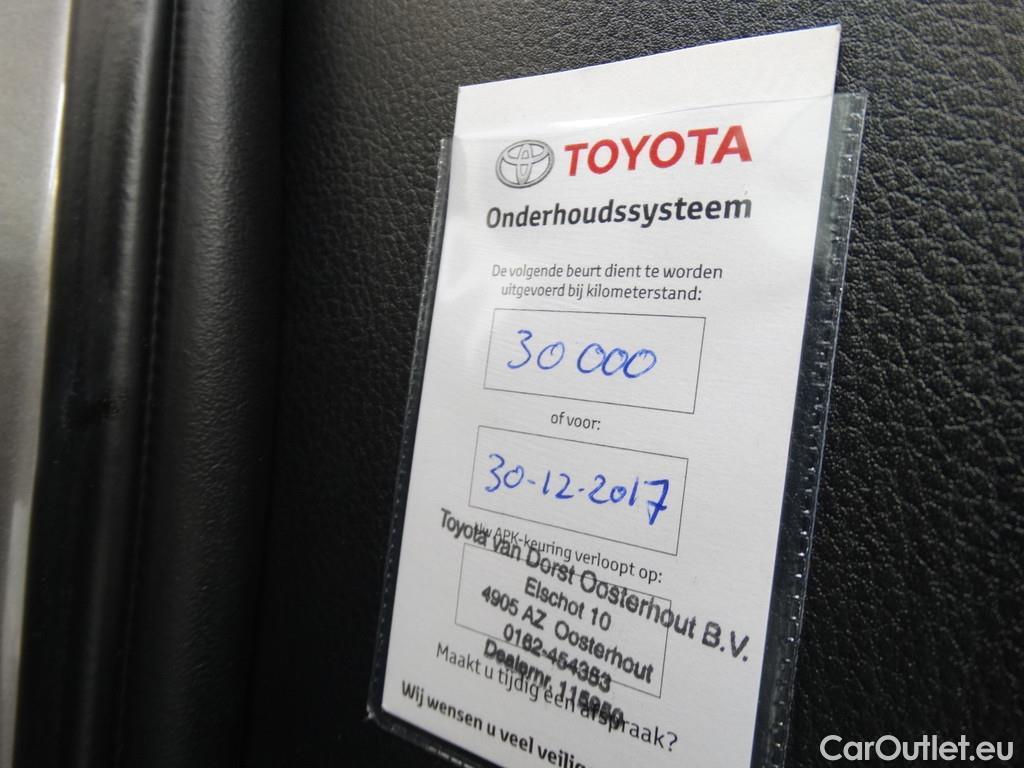 TOYOTA
Onderhoudssysteem
De volgende beurt dient te worden
uitgevoerd bij kilometerstand:
30 000
of voor:
30-12-2017
Uw APK-keuring verloopt op:
Toyota van Dorst Oosterhout B.V.
Elschot 10
4905 AZ Oosterhout
0162-454353
Dealernr.
Maakt u tijdig een afspraak?
Wij wensen u veel
CarOutlet.eu